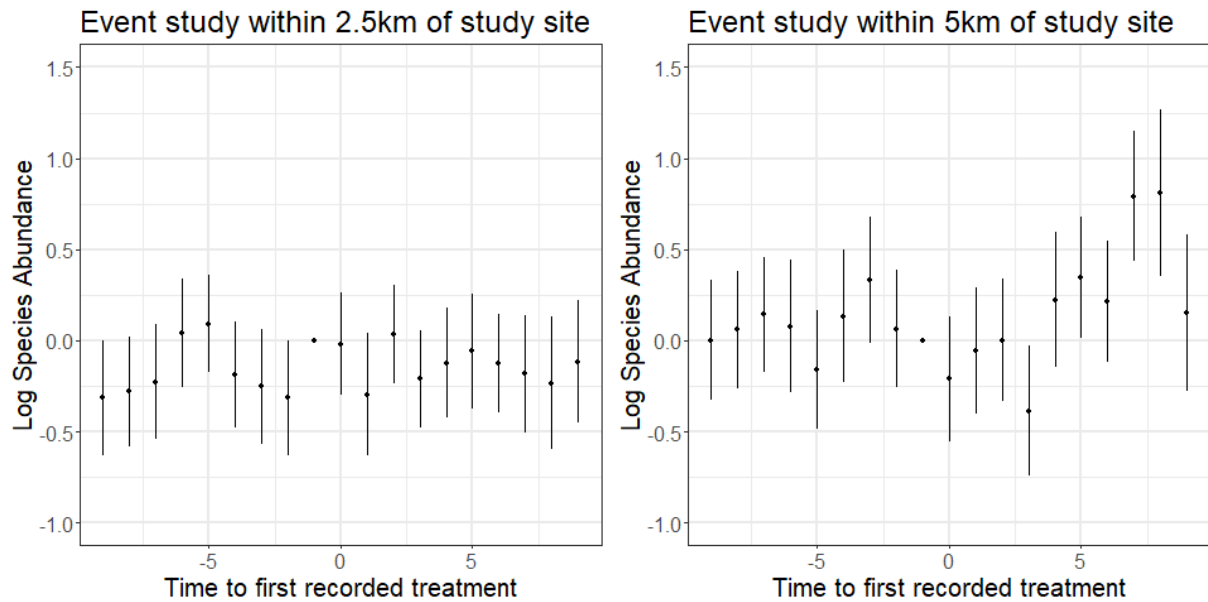 Event study within 2.5km of study site
1.5
1.0
0.5
0.0
-0.5
-1.0
Log Species Abundance
-5 0 5
Time to first recorded treatment
Event study within 5km of study site
1.5
1.0
0.5
0.0
-0.5
-1.0
Log Species Abundance
-5 0 5
Time to first recorded treatment